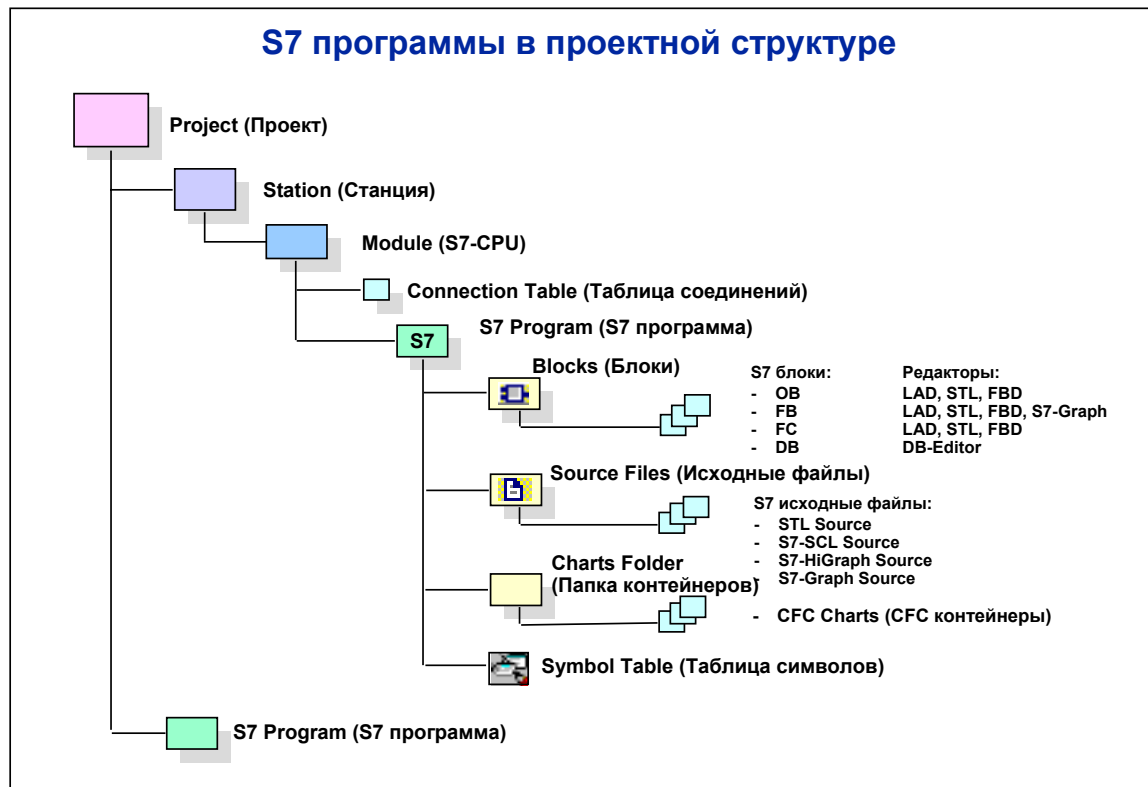 S7 программы в проектной структуре
Project (Проект)
Station (Станция)
Module (S7-CPU)
Connection Table (Таблица соединений)
S7 Program (S7 программа)
S7
Blocks (Блоки)
S7 блоки: Редакторы:
- OB LAD, STL, FBD
- FB LAD, STL, FBD, S7-Graph
- FC LAD, STL, FBD
- DB DB-Editor
Source Files (Исходные файлы)
S7 исходные файлы:
- STL Source
- S7-SCL Source
- S7-HiGraph Source
- S7-Graph Source
Charts Folder
(Папка контейнеров)
- CFC Charts (CFC контейнеры)
Symbol Table (Таблица символов)
S7 Program (S7 программа)